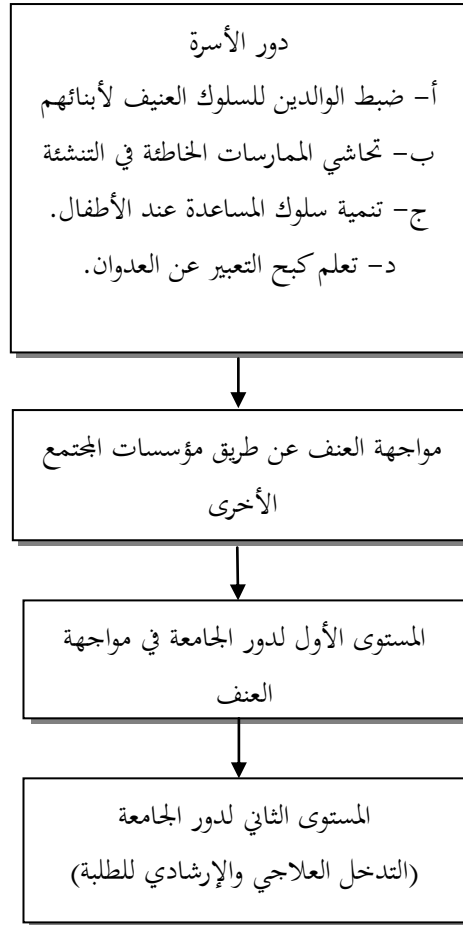 دور الأسرة
أ– ضبط الوالدين للسلوك العنيف لأبنائهم
ب– تحاشي الممارسات الخاطئة في التنشئة
ج– تنمية سلوك المساعدة عند الأطفال.
د– تعلم كبح التعبير عن العدوان.
مواجهة العنف عن طريق مؤسسات المجتمع
الأخرى
المستوى الأول لدور الجامعة في مواجهة
العنف
المستوى الثاني لدور الجامعة
(التدخل العلاجي والإرشادي للطلبة)